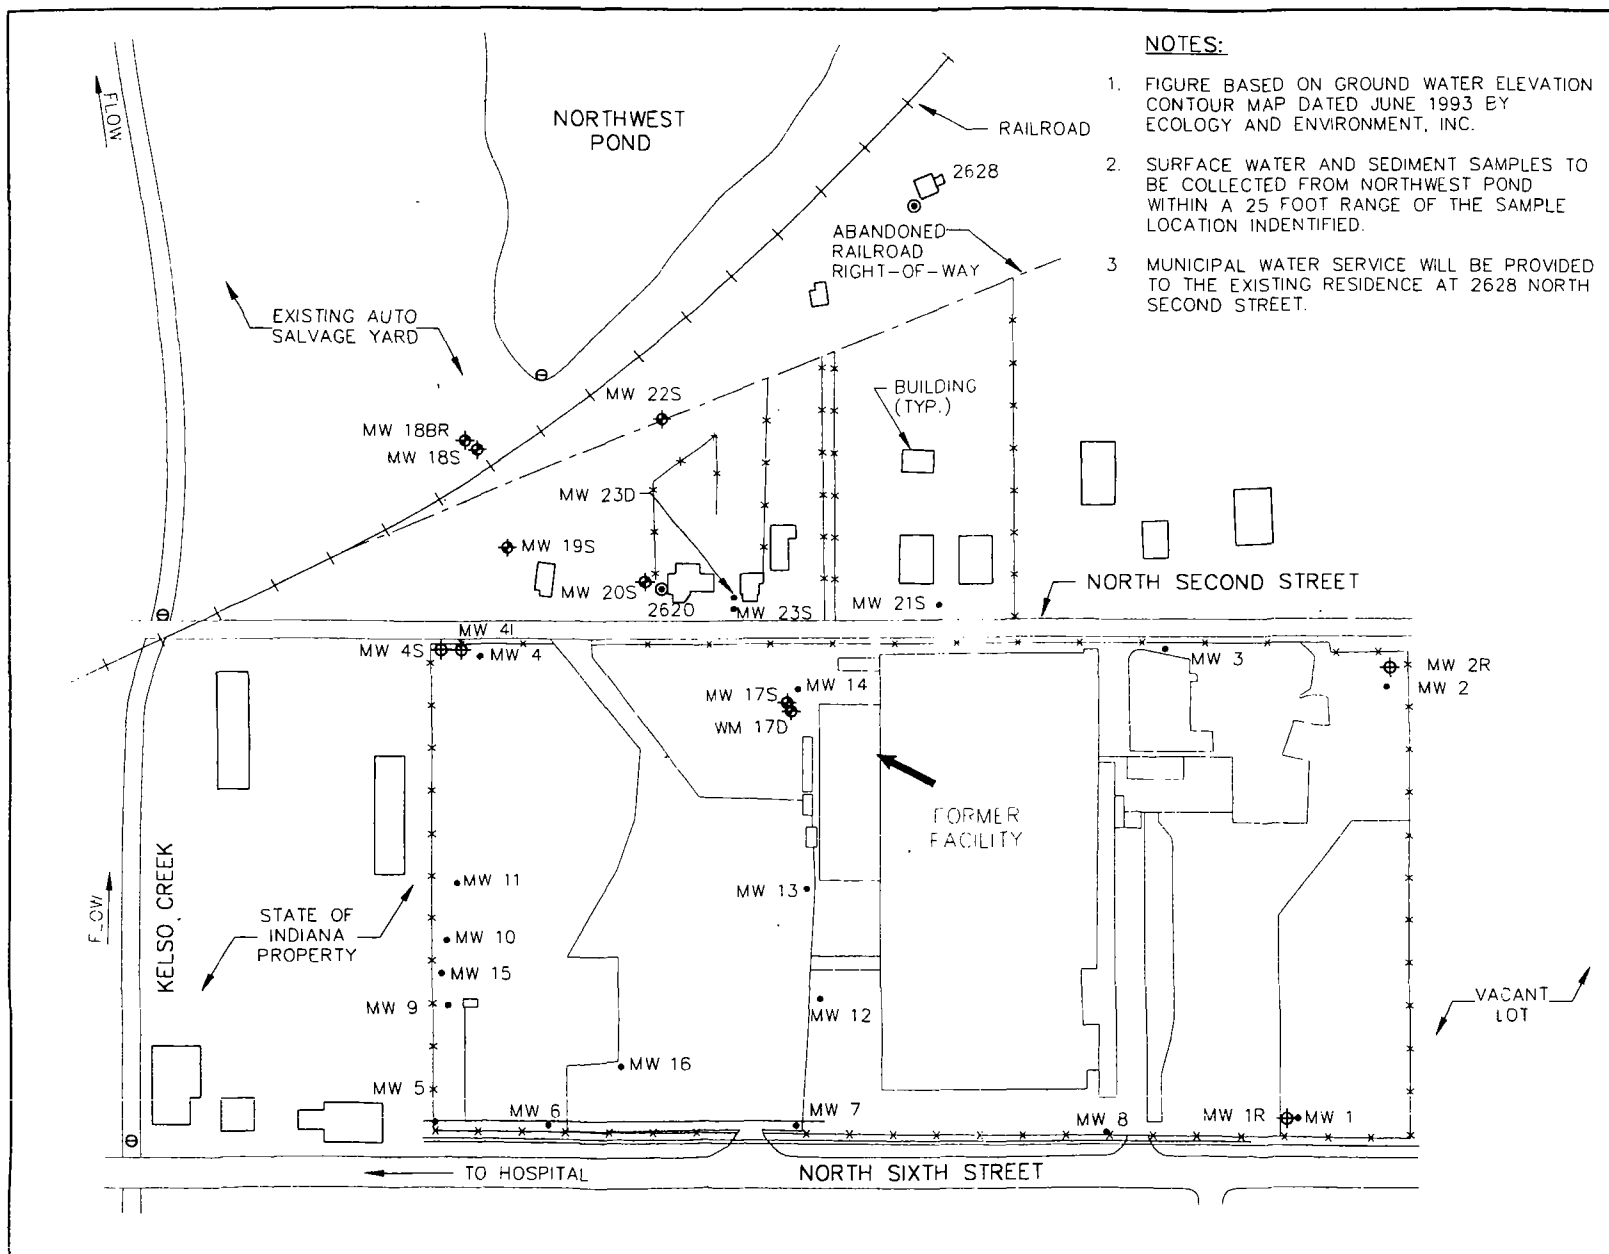 NOTES:
1. FIGURE BASED ON GROUND WATER ELEVATION
CONTOUR MAP DATED JUNE 1993 BY
ECOLOGY AND ENVIRONMENT, INC.
2. SURFACE WATER AND SEDIMENT SAMPLES TO
BE COLLECTED FROM NORTHWEST POND
WITHIN A 25 FOOT RANGE OF THE SAMPLE
LOCATION INDENTIFIED.
3 MUNICIPAL WATER SERVICE WILL BE PROVIDED
TO THE EXISTING RESIDENCE AT 2628 NORTH
SECOND STREET.
FLOW
NORTHWEST
POND
RAILROAD
2628
ABANDONED
RAILROAD
RIGHT-OF-WAY
EXISTING AUTO
SALVAGE YARD
BUILDING
(TYP.)
MW 22S
MW 18BR
MW 18S
MW 23D
MW 19S
MW 20S
2620
MW 23S
MW 21S
NORTH SECOND STREET
MW 4I
MW 4S
MW 4
MW 3
MW 2R
MW 2
MW 14
MW 17S
WM 17D
FORMER
FACILITY
KELSO CREEK
FLOW
STATE OF
INDIANA
PROPERTY
MW 11
MW 10
MW 15
MW 9
MW 13
MW 12
MW 16
VACANT
LOT
MW 5
MW 6
MW 7
MW 8
MW 1R
MW 1
TO HOSPITAL
NORTH SIXTH STREET